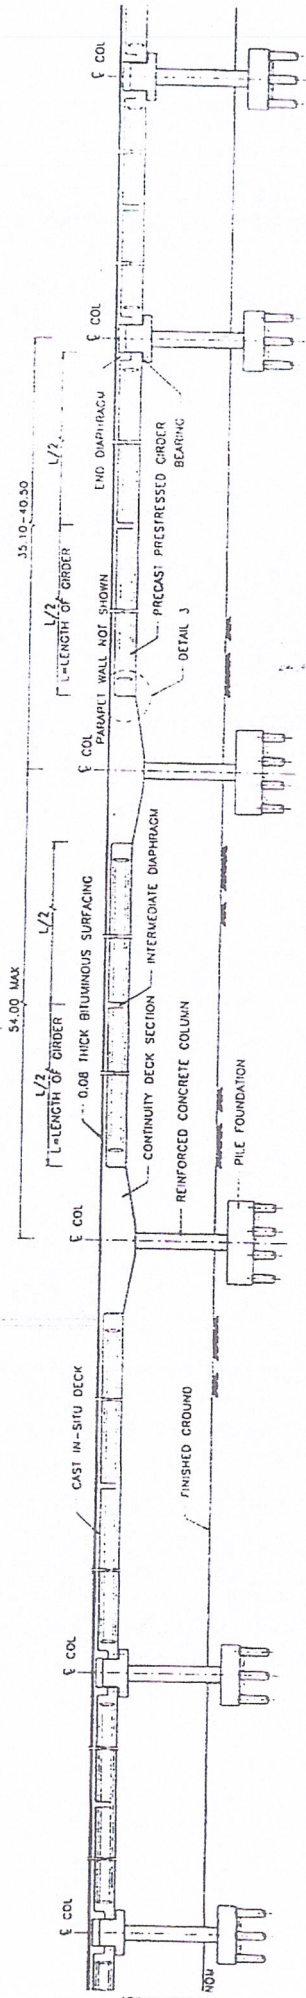 35.10-40.50
54.00 MAX
L/2
L/2
L=LENGTH OF GIRDER
L/2
L/2
L=LENGTH OF GIRDER
℄ COL
℄ COL
℄ COL
℄ COL
℄ COL
℄ COL
CAST IN-SITU DECK
0.08 THICK BITUMINOUS SURFACING
PARAPET WALL NOT SHOWN
END DIAPHRAGM
CONTINUITY DECK SECTION
INTERMEDIATE DIAPHRAGM
PRECAST PRESTRESSED GIRDER
BEARING
DETAIL 3
REINFORCED CONCRETE COLUMN
FINISHED GROUND
PILE FOUNDATION